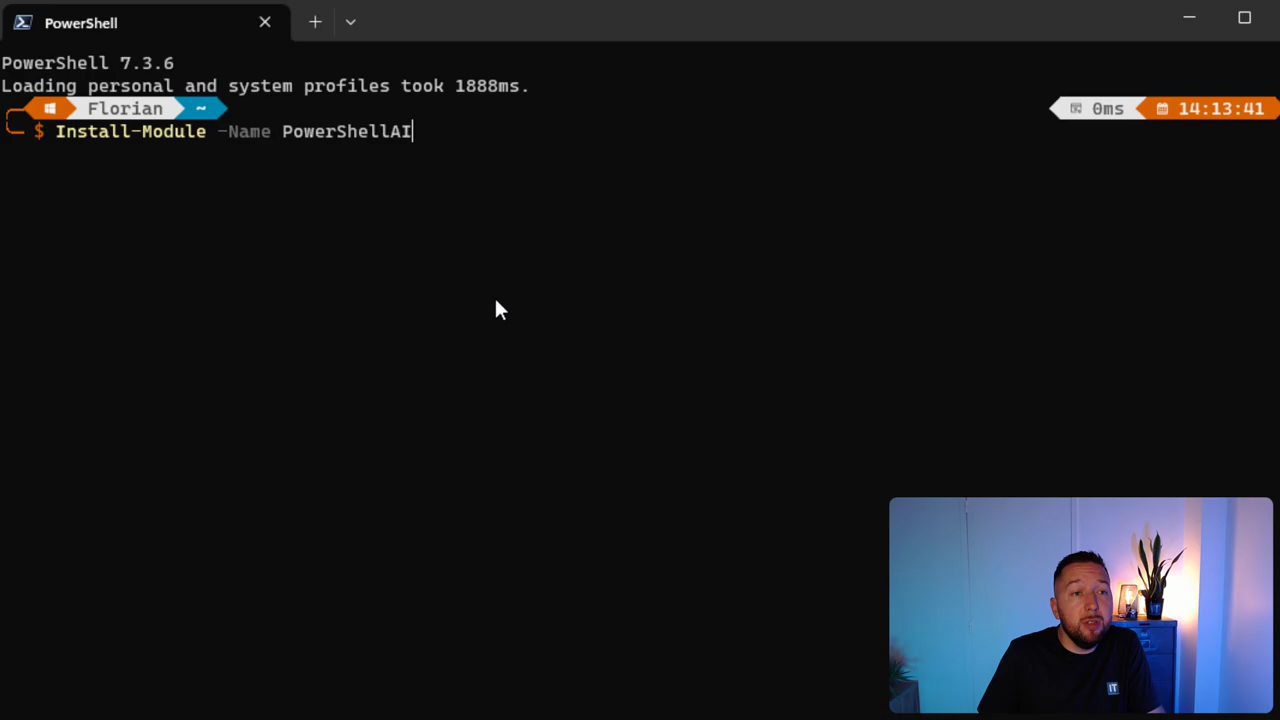 PowerShell
PowerShell 7.3.6
Loading personal and system profiles took 1888ms.
Florian ~ 0ms 14:13:41
$ Install-Module -Name PowerShellAI
IT